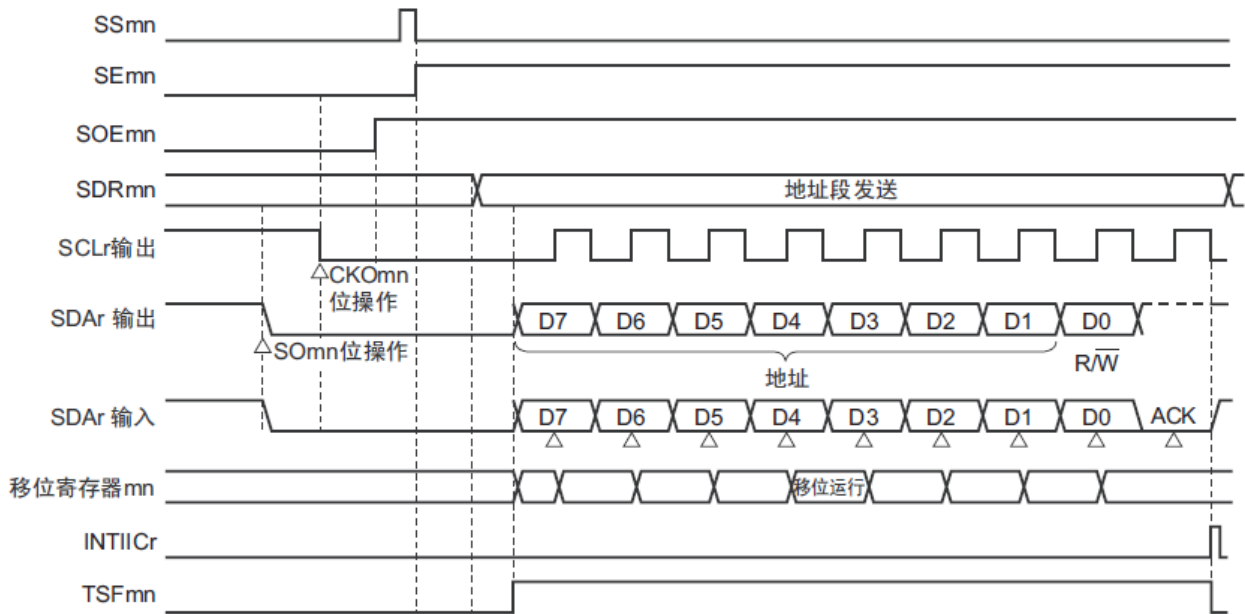 SSmn
SEmn
SOEmn
SDRmn
地址段发送
SCLr输出
△CKOmn
位操作
SDAr 输出
D7 D6 D5 D4 D3 D2 D1 D0
△SOmn位操作
地址
R/W̅
SDAr 输入
D7 D6 D5 D4 D3 D2 D1 D0 ACK
移位寄存器mn
移位运行
INTIICr
TSFmn